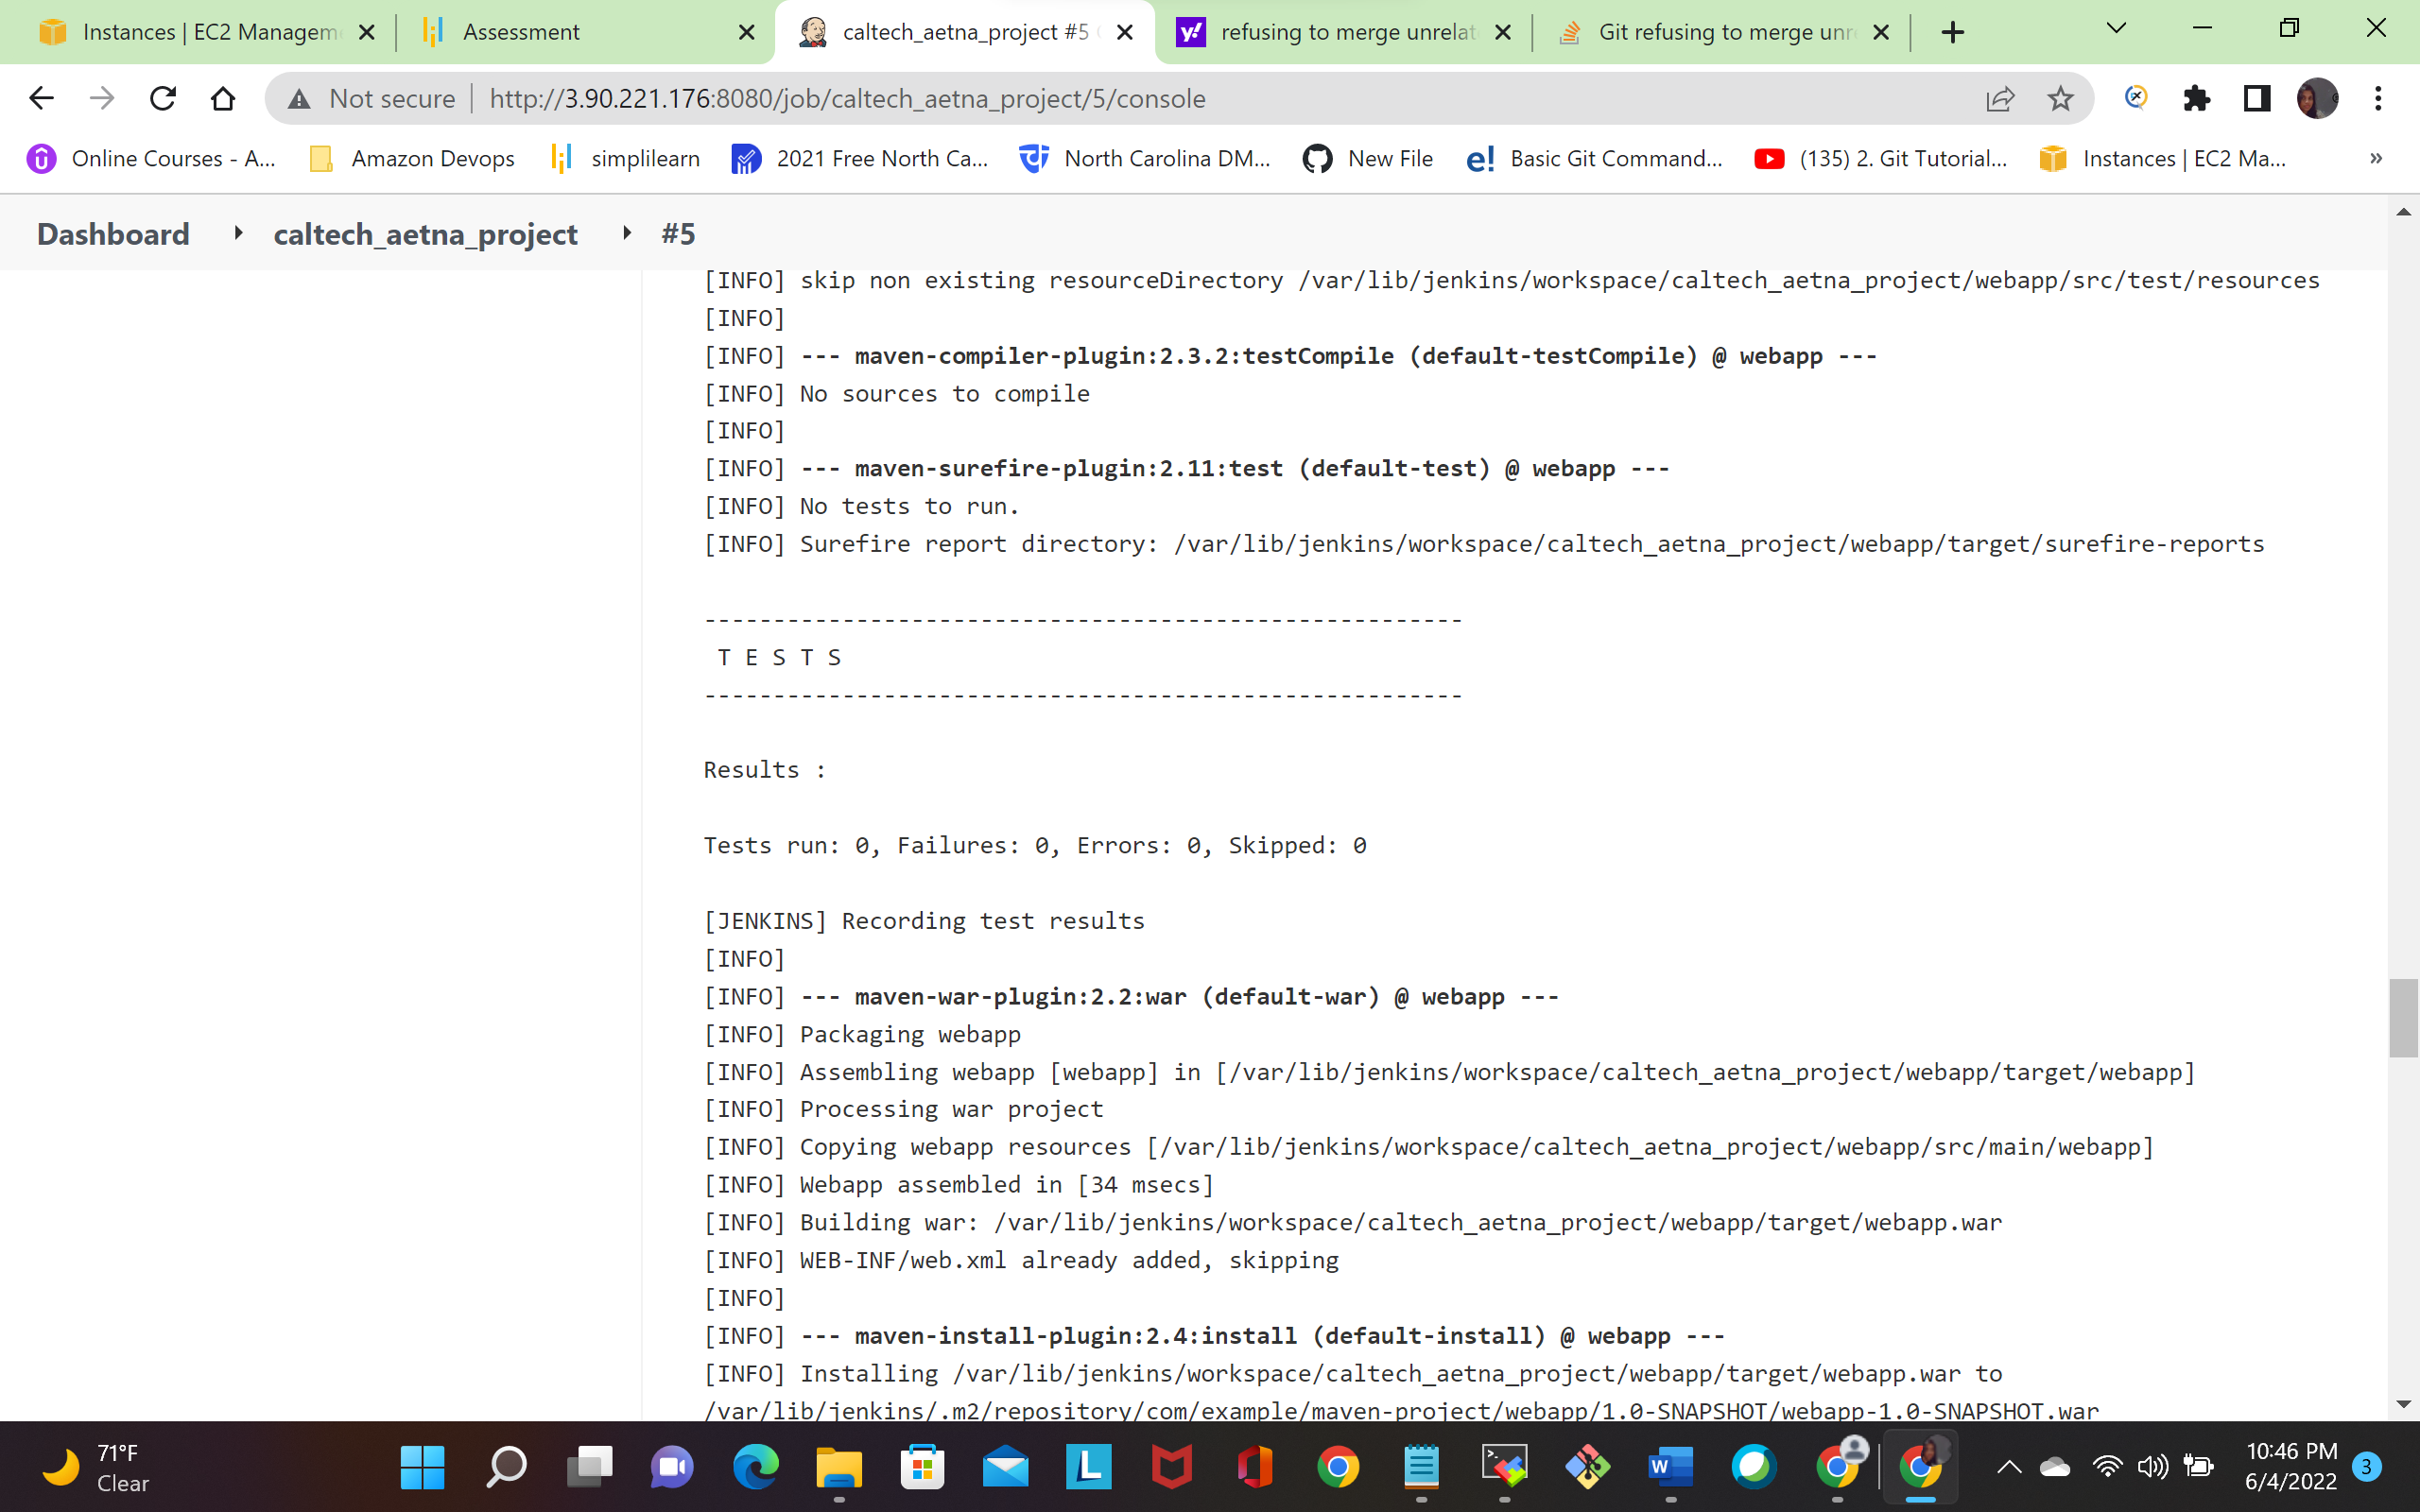 Instances | EC2 Managem
Assessment
caltech_aetna_project #5
refusing to merge unrelat
Git refusing to merge unr
Not secure
http://3.90.221.176:8080/job/caltech_aetna_project/5/console
Online Courses - A...
Amazon Devops
simplilearn
2021 Free North Ca...
North Carolina DM...
New File
e!
Basic Git Command...
(135) 2. Git Tutorial...
Instances | EC2 Ma...
»
Dashboard
caltech_aetna_project
#5
[INFO] skip non existing resourceDirectory /var/lib/jenkins/workspace/caltech_aetna_project/webapp/src/test/resources
[INFO]
[INFO] --- maven-compiler-plugin:2.3.2:testCompile (default-testCompile) @ webapp ---
[INFO] No sources to compile
[INFO]
[INFO] --- maven-surefire-plugin:2.11:test (default-test) @ webapp ---
[INFO] No tests to run.
[INFO] Surefire report directory: /var/lib/jenkins/workspace/caltech_aetna_project/webapp/target/surefire-reports
-------------------------------------------------------
T E S T S
-------------------------------------------------------
Results :
Tests run: 0, Failures: 0, Errors: 0, Skipped: 0
[JENKINS] Recording test results
[INFO]
[INFO] --- maven-war-plugin:2.2:war (default-war) @ webapp ---
[INFO] Packaging webapp
[INFO] Assembling webapp [webapp] in [/var/lib/jenkins/workspace/caltech_aetna_project/webapp/target/webapp]
[INFO] Processing war project
[INFO] Copying webapp resources [/var/lib/jenkins/workspace/caltech_aetna_project/webapp/src/main/webapp]
[INFO] Webapp assembled in [34 msecs]
[INFO] Building war: /var/lib/jenkins/workspace/caltech_aetna_project/webapp/target/webapp.war
[INFO] WEB-INF/web.xml already added, skipping
[INFO]
[INFO] --- maven-install-plugin:2.4:install (default-install) @ webapp ---
[INFO] Installing /var/lib/jenkins/workspace/caltech_aetna_project/webapp/target/webapp.war to
/var/lib/jenkins/.m2/repository/com/example/maven-project/webapp/1.0-SNAPSHOT/webapp-1.0-SNAPSHOT.war
71°F
Clear
10:46 PM
6/4/2022
3